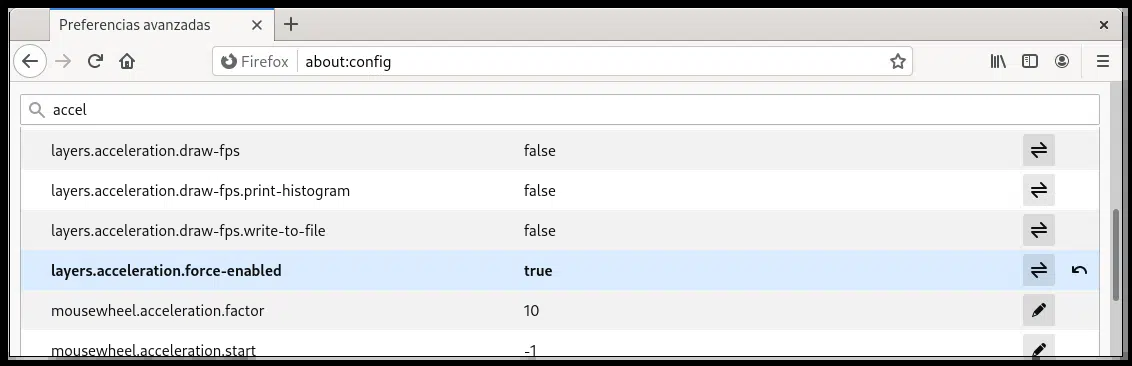 Preferencias avanzadas
Firefox about:config
accel
layers.acceleration.draw-fps false
layers.acceleration.draw-fps.print-histogram false
layers.acceleration.draw-fps.write-to-file false
layers.acceleration.force-enabled true
mousewheel.acceleration.factor 10
mousewheel.acceleration.start -1